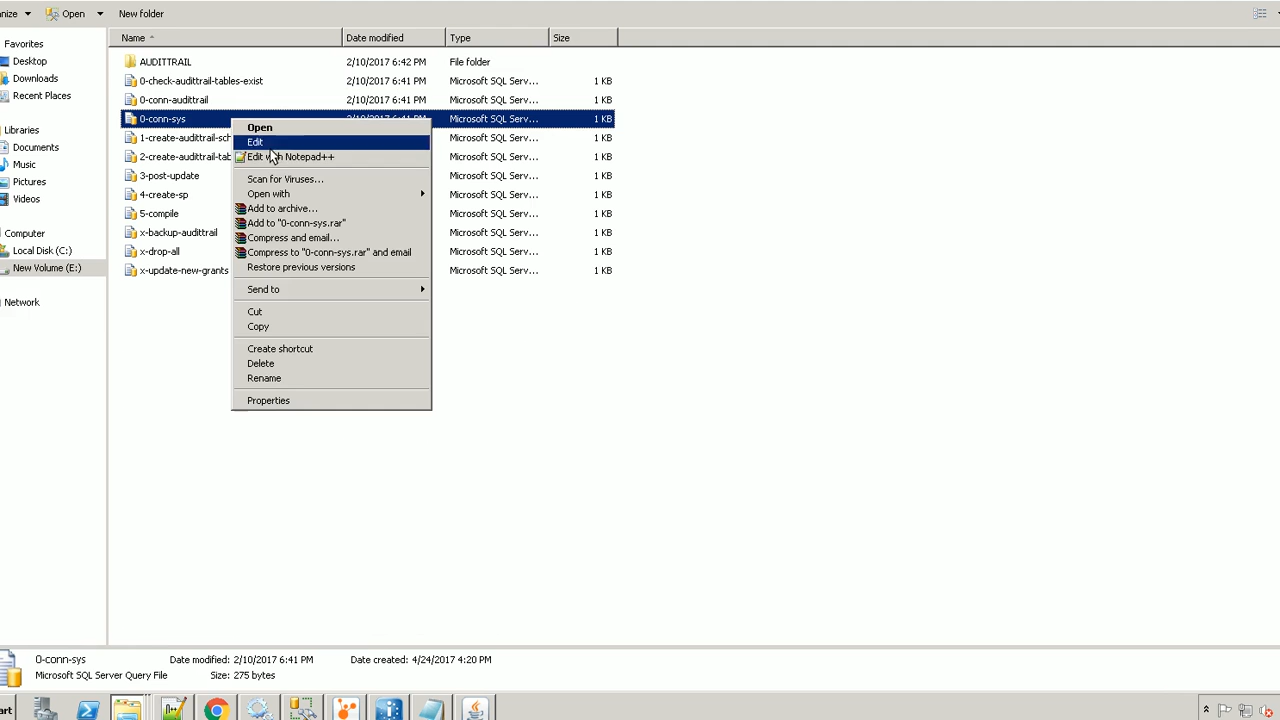 Open
New folder
Name
Date modified
Type
Size
Favorites
Desktop
Downloads
Recent Places
Libraries
Documents
Music
Pictures
Videos
Computer
Local Disk (C:)
New Volume (E:)
Network
AUDITTRAIL 2/10/2017 6:42 PM File folder
0-check-audittrail-tables-exist 2/10/2017 6:41 PM Microsoft SQL Serv... 1 KB
0-conn-audittrail 2/10/2017 6:41 PM Microsoft SQL Serv... 1 KB
0-conn-sys Microsoft SQL Serv... 1 KB
1-create-audittrail-sch Microsoft SQL Serv... 1 KB
2-create-audittrail-tab Microsoft SQL Serv... 1 KB
3-post-update Microsoft SQL Serv... 1 KB
4-create-sp Microsoft SQL Serv... 1 KB
5-compile Microsoft SQL Serv... 1 KB
x-backup-audittrail Microsoft SQL Serv... 1 KB
x-drop-all Microsoft SQL Serv... 1 KB
x-update-new-grants Microsoft SQL Serv... 1 KB
Open
Edit
Edit with Notepad++
Scan for Viruses...
Open with
Add to archive...
Add to "0-conn-sys.rar"
Compress and email...
Compress to "0-conn-sys.rar" and email
Restore previous versions
Send to
Cut
Copy
Create shortcut
Delete
Rename
Properties
0-conn-sys Date modified: 2/10/2017 6:41 PM Date created: 4/24/2017 4:20 PM
Microsoft SQL Server Query File Size: 275 bytes